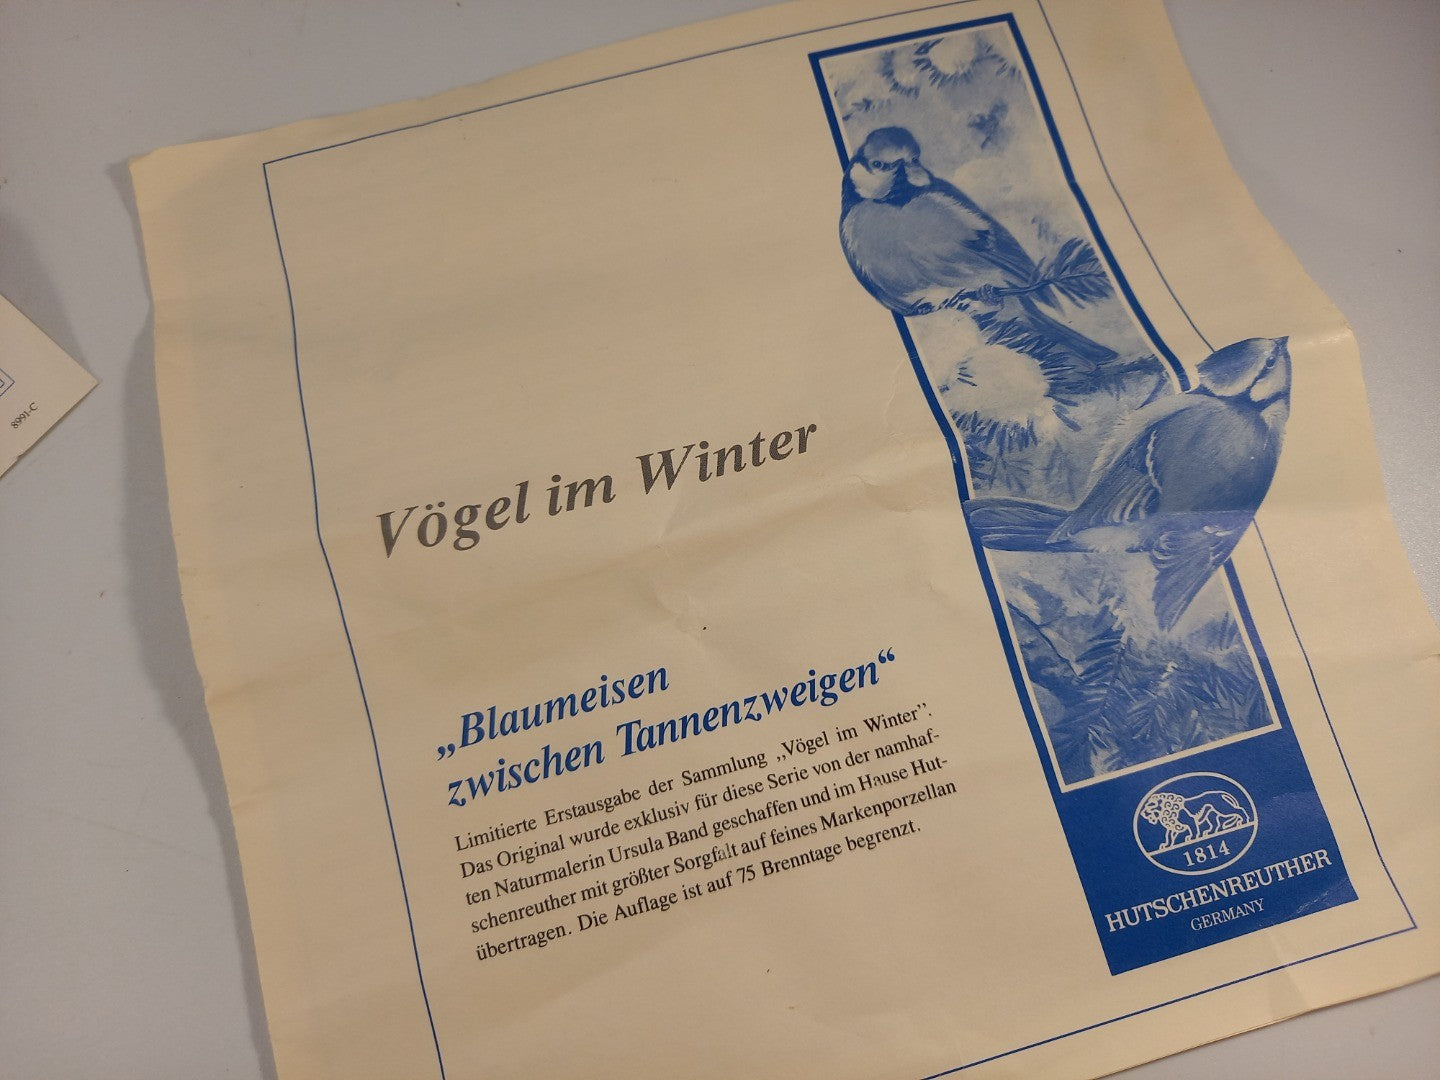 Vögel im Winter
„Blaumeisen
zwischen Tannenzweigen“
Limitierte Erstausgabe der Sammlung ,,Vögel im Winter”.
Das Original wurde exklusiv für diese Serie von der namhaf-
ten Naturmalerin Ursula Band geschaffen und im Hause Hut-
schenreuther mit größter Sorgfalt auf feines Markenporzellan
übertragen. Die Auflage ist auf 75 Brenntage begrenzt.
1814
HUTSCHENREUTHER
GERMANY
8991-C